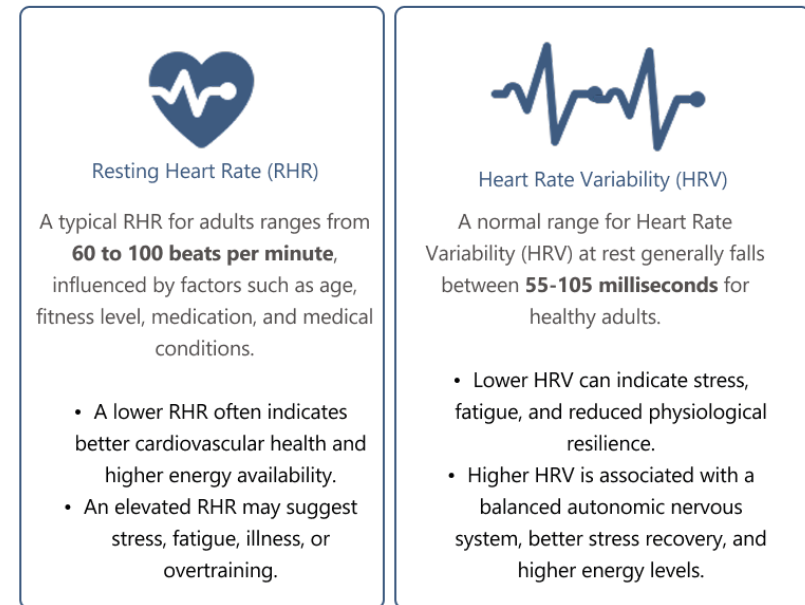 Resting Heart Rate (RHR)
A typical RHR for adults ranges from
60 to 100 beats per minute,
influenced by factors such as age,
fitness level, medication, and medical
conditions.
• A lower RHR often indicates
better cardiovascular health and
higher energy availability.
• An elevated RHR may suggest
stress, fatigue, illness, or
overtraining.
Heart Rate Variability (HRV)
A normal range for Heart Rate
Variability (HRV) at rest generally falls
between 55-105 milliseconds for
healthy adults.
• Lower HRV can indicate stress,
fatigue, and reduced physiological
resilience.
• Higher HRV is associated with a
balanced autonomic nervous
system, better stress recovery, and
higher energy levels.